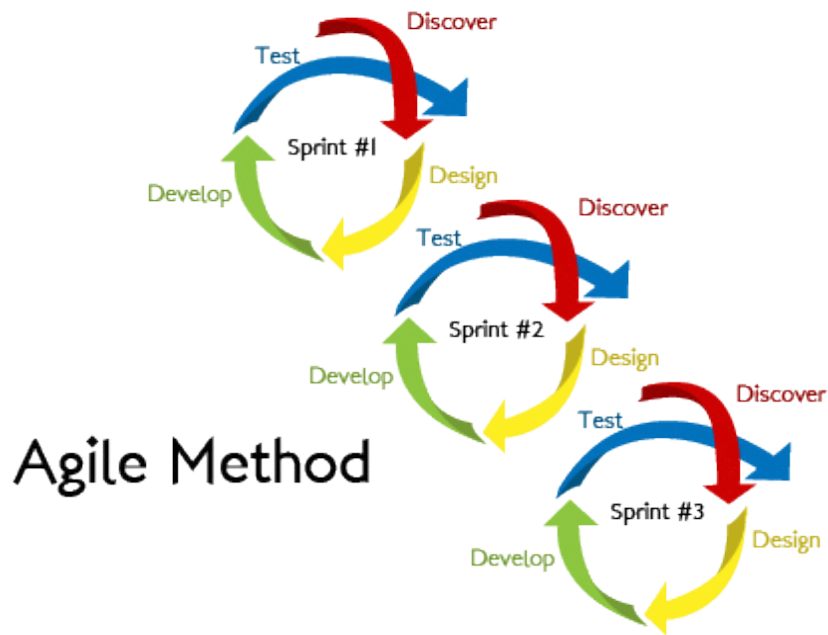 Discover
Test
Sprint #1
Design
Develop
Discover
Test
Sprint #2
Design
Develop
Discover
Test
Sprint #3
Design
Develop
Agile Method